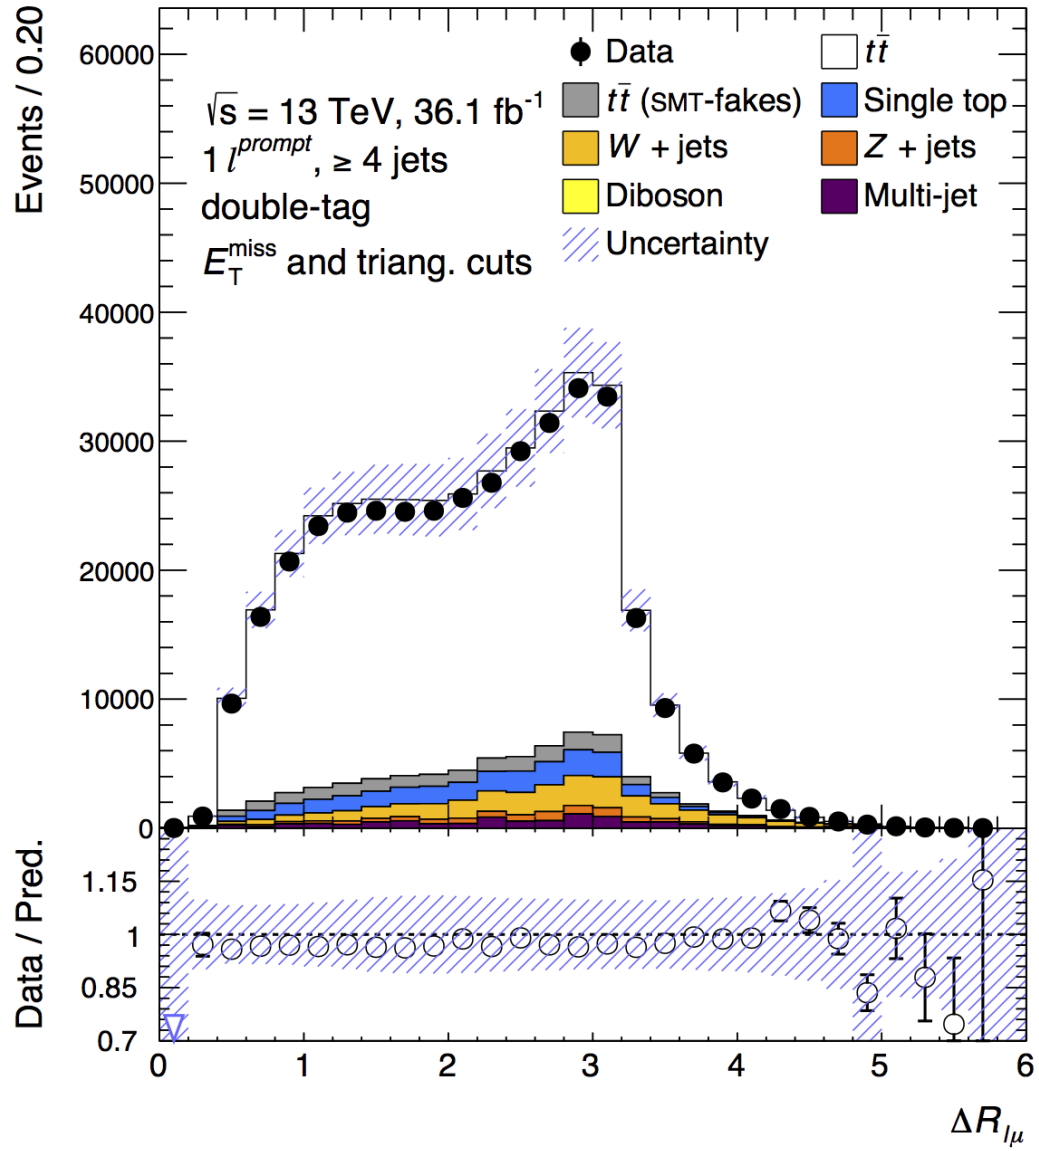 Events / 0.20
60000
50000
40000
30000
20000
10000
0
√s = 13 TeV, 36.1 fb-1
1 l prompt, ≥ 4 jets
double-tag
E_T^miss and triang. cuts
Data
tt̄
tt̄ (SMT-fakes)
Single top
W + jets
Z + jets
Diboson
Multi-jet
Uncertainty
Data / Pred.
1.15
1
0.85
0.7
0 1 2 3 4 5 6
ΔR_lμ